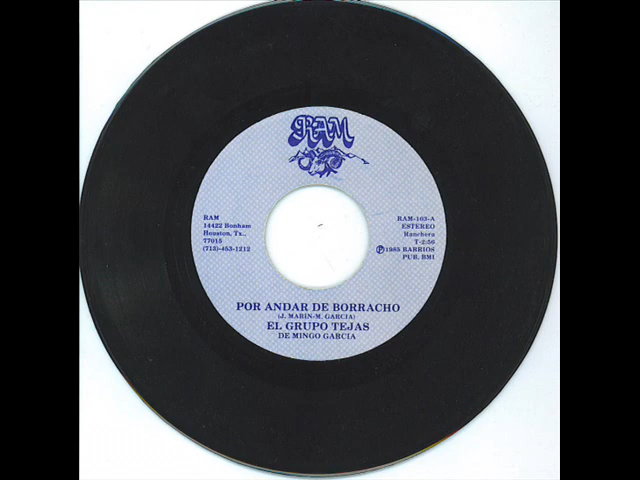 RAM
RAM
14422 Bonham
Houston, Tx.,
77015
(713)-453-1212
RAM-103-A
ESTEREO
Ranchera
T-2:56
Ⓟ1985 BARRIOS
PUB. BMI
POR ANDAR DE BORRACHO
(J. MARIN-M. GARCIA)
EL GRUPO TEJAS
DE MINGO GARCIA